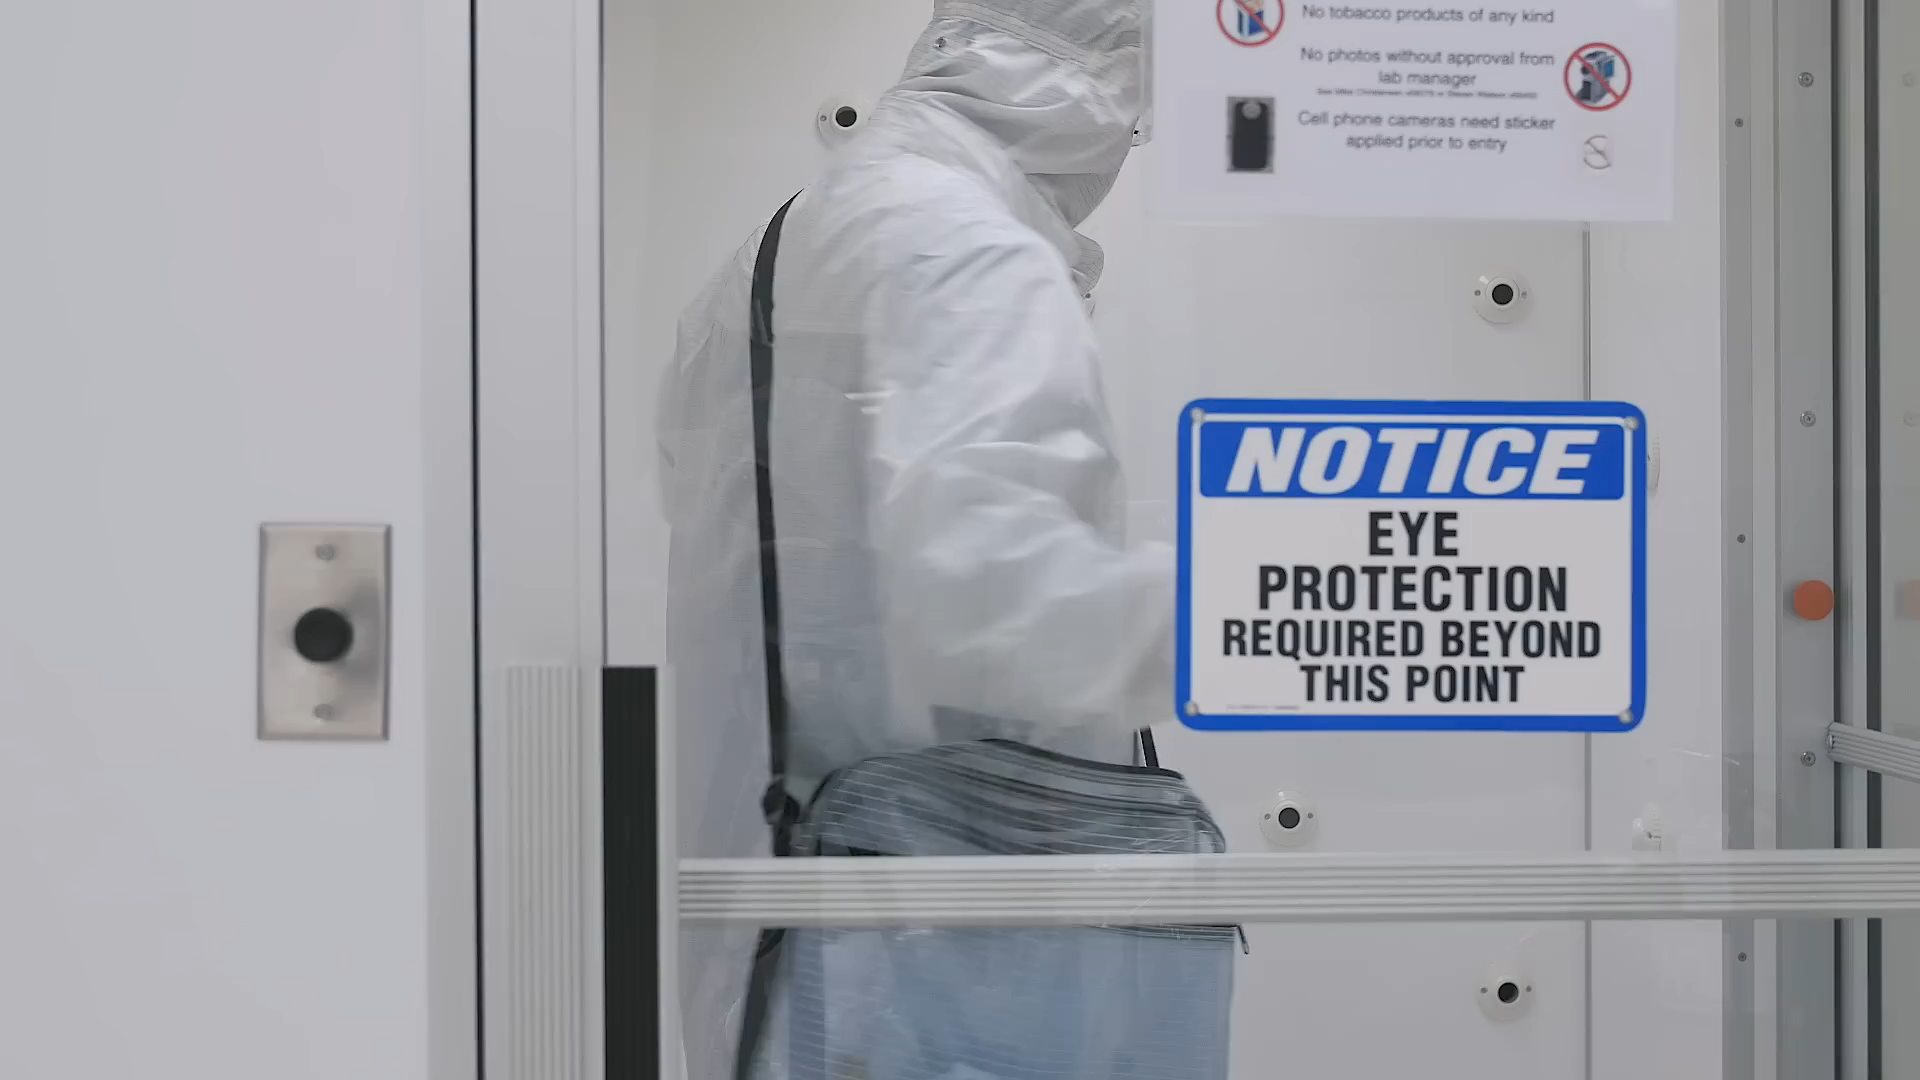 No tobacco products of any kind
No photos without approval from
lab manager
Cell phone cameras need sticker
applied prior to entry
NOTICE
EYE
PROTECTION
REQUIRED BEYOND
THIS POINT